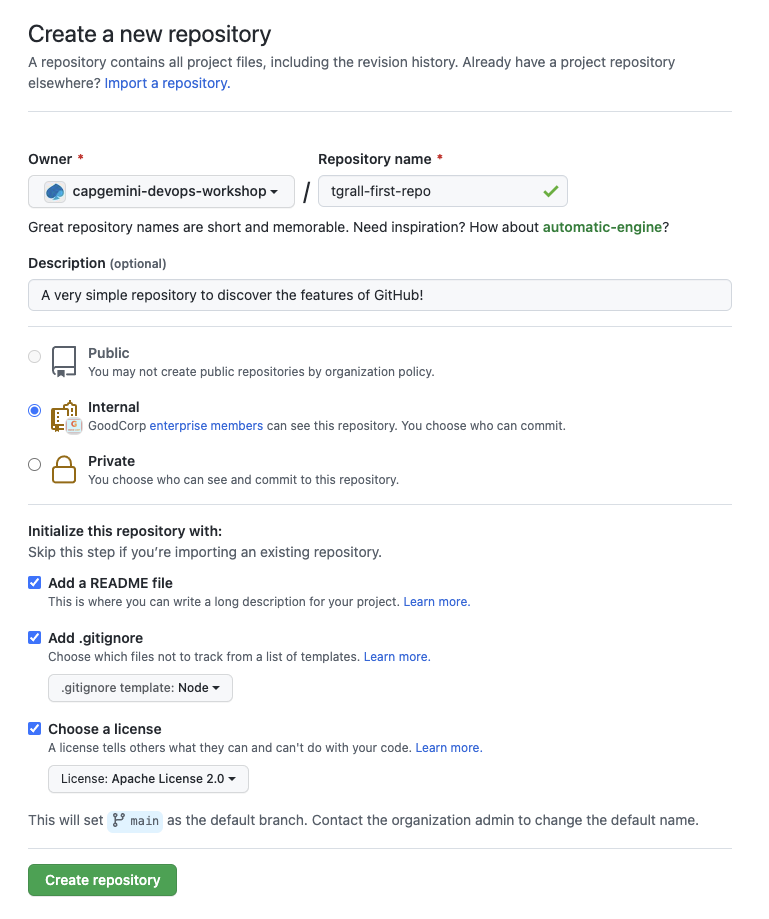 Create a new repository
A repository contains all project files, including the revision history. Already have a project repository
elsewhere? Import a repository.
Owner *
Repository name *
capgemini-devops-workshop
/
tgrall-first-repo
Great repository names are short and memorable. Need inspiration? How about automatic-engine?
Description (optional)
A very simple repository to discover the features of GitHub!
Public
You may not create public repositories by organization policy.
Internal
GoodCorp enterprise members can see this repository. You choose who can commit.
Private
You choose who can see and commit to this repository.
Initialize this repository with:
Skip this step if you’re importing an existing repository.
Add a README file
This is where you can write a long description for your project. Learn more.
Add .gitignore
Choose which files not to track from a list of templates. Learn more.
.gitignore template: Node
Choose a license
A license tells others what they can and can't do with your code. Learn more.
License: Apache License 2.0
This will set main as the default branch. Contact the organization admin to change the default name.
Create repository